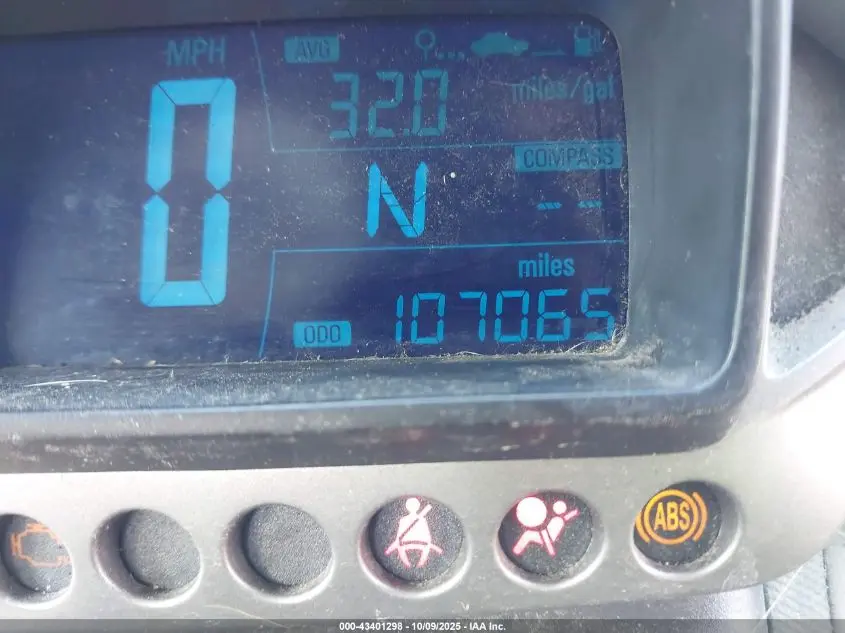 MPH
0
AVG
32.0 miles/gal
N
COMPASS
--
miles
ODO 107065
ABS
000-43401298 - 10/09/2025 - IAA Inc.